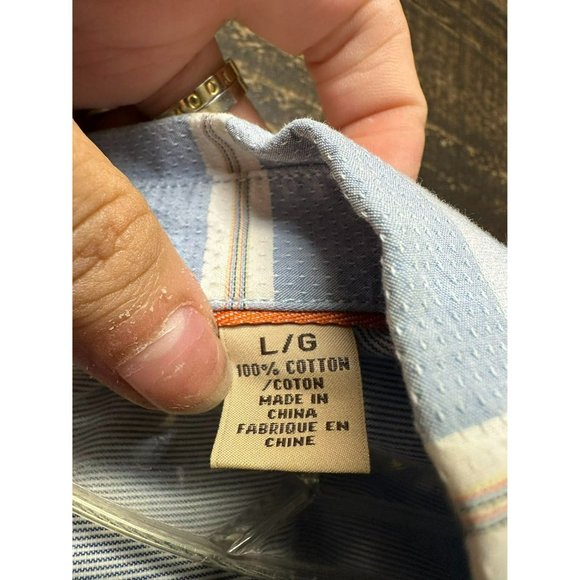 L/G
100% COTTON
/COTON
MADE IN
CHINA
FABRIQUE EN
CHINE